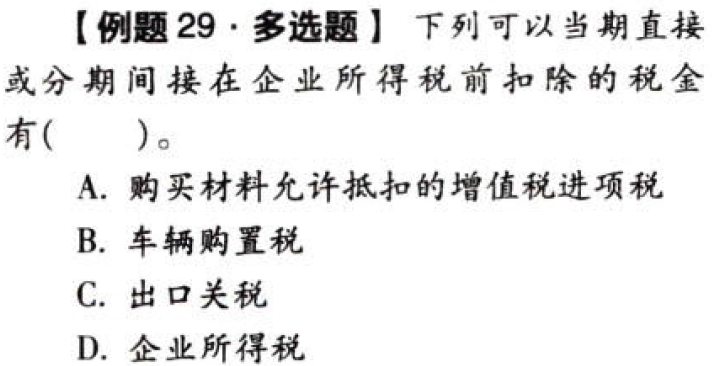 【例题 29·多选题】 下列可以当期直接
或分期间接在企业所得税前扣除的税金
有(　　)。
A. 购买材料允许抵扣的增值税进项税
B. 车辆购置税
C. 出口关税
D. 企业所得税